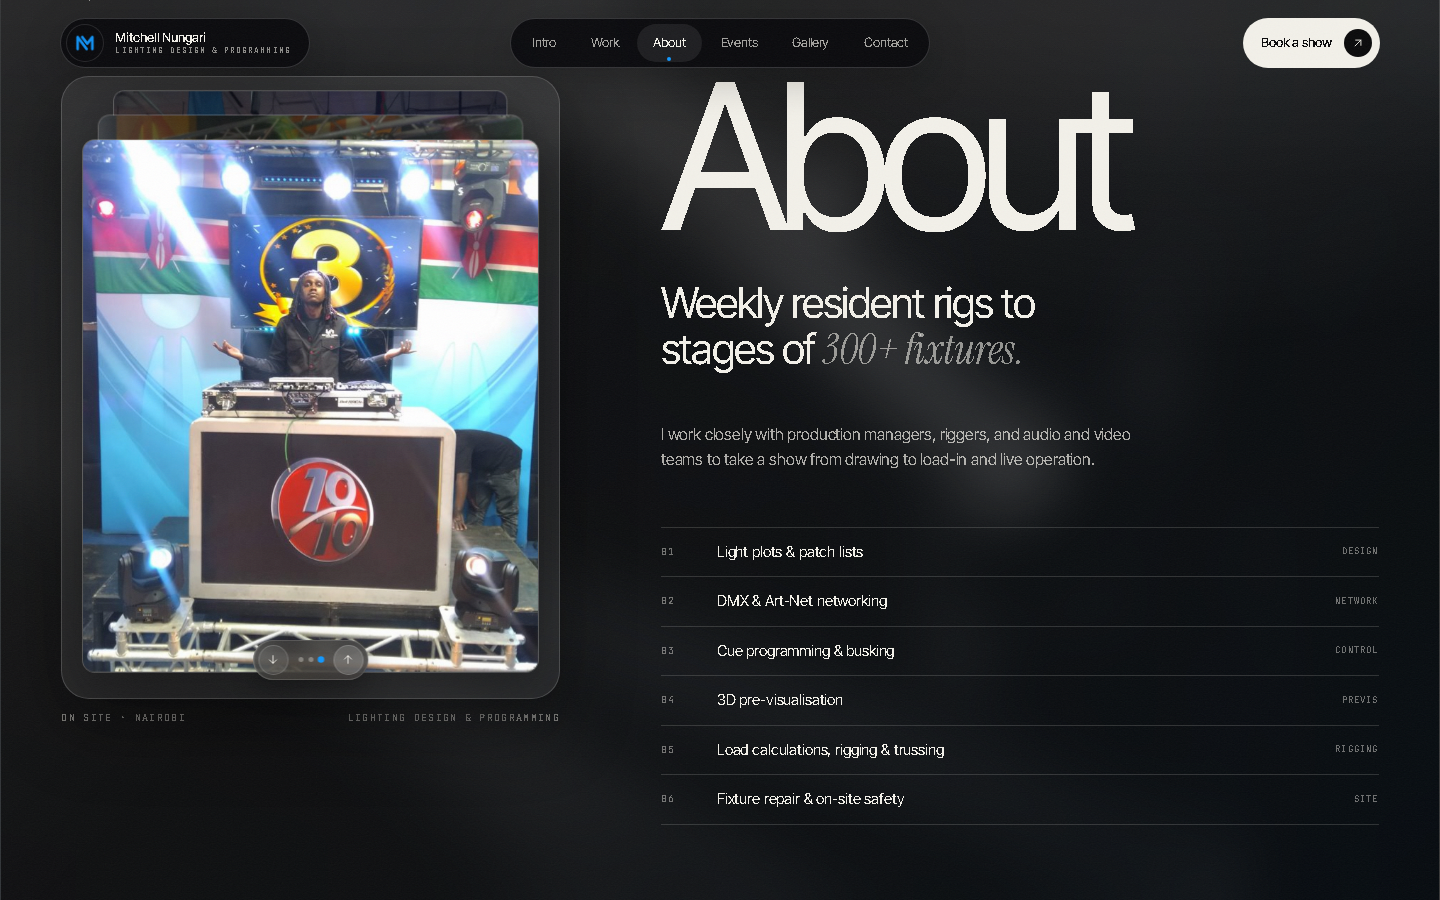 Mitchell Nungari
LIGHTING DESIGN & PROGRAMMING
Intro
Work
About
Events
Gallery
Contact
Book a show
About
Weekly resident rigs to
stages of 300+ fixtures.
I work closely with production managers, riggers, and audio and video
teams to take a show from drawing to load-in and live operation.
01 Light plots & patch lists DESIGN
02 DMX & Art-Net networking NETWORK
03 Cue programming & busking CONTROL
04 3D pre-visualisation PREVIS
05 Load calculations, rigging & trussing RIGGING
06 Fixture repair & on-site safety SITE
3
10
10
ON SITE · NAIROBI
LIGHTING DESIGN & PROGRAMMING